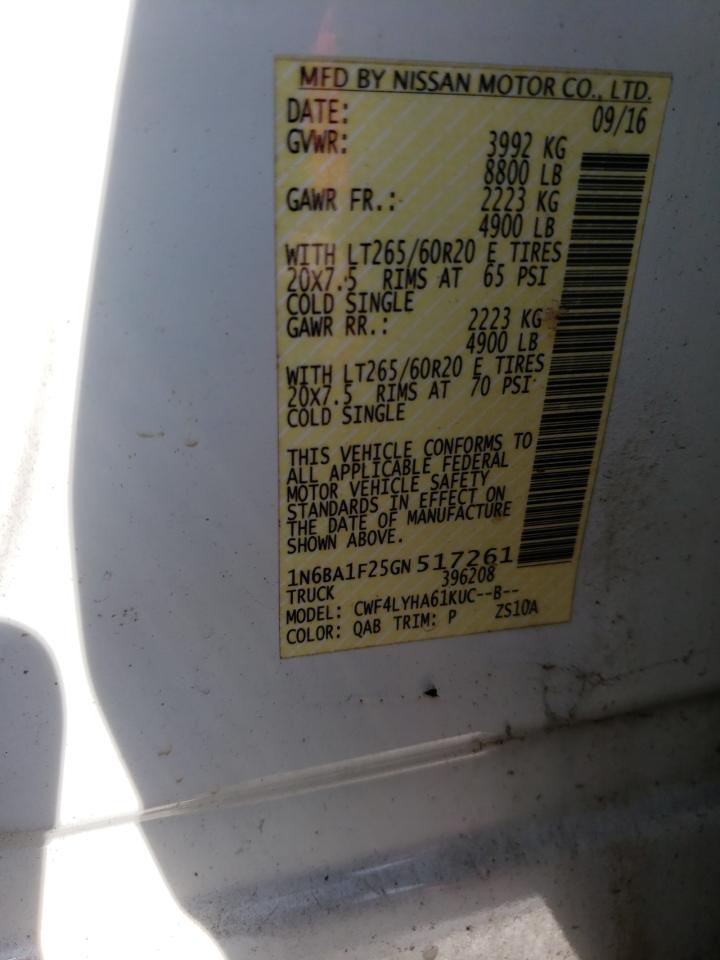 MFD BY NISSAN MOTOR CO., LTD.
DATE: 09/16
GVWR: 3992 KG
8800 LB
GAWR FR.: 2223 KG
4900 LB
WITH LT265/60R20 E TIRES
20X7.5 RIMS AT 65 PSI
COLD SINGLE
GAWR RR.: 2223 KG
4900 LB
WITH LT265/60R20 E TIRES
20X7.5 RIMS AT 70 PSI
COLD SINGLE
THIS VEHICLE CONFORMS TO
ALL APPLICABLE FEDERAL
MOTOR VEHICLE SAFETY
STANDARDS IN EFFECT ON
THE DATE OF MANUFACTURE
SHOWN ABOVE.
1N6BA1F25GN517261
TRUCK 396208
MODEL: CWF4LYHA61KUC--B--
COLOR: QAB TRIM: P ZS10A